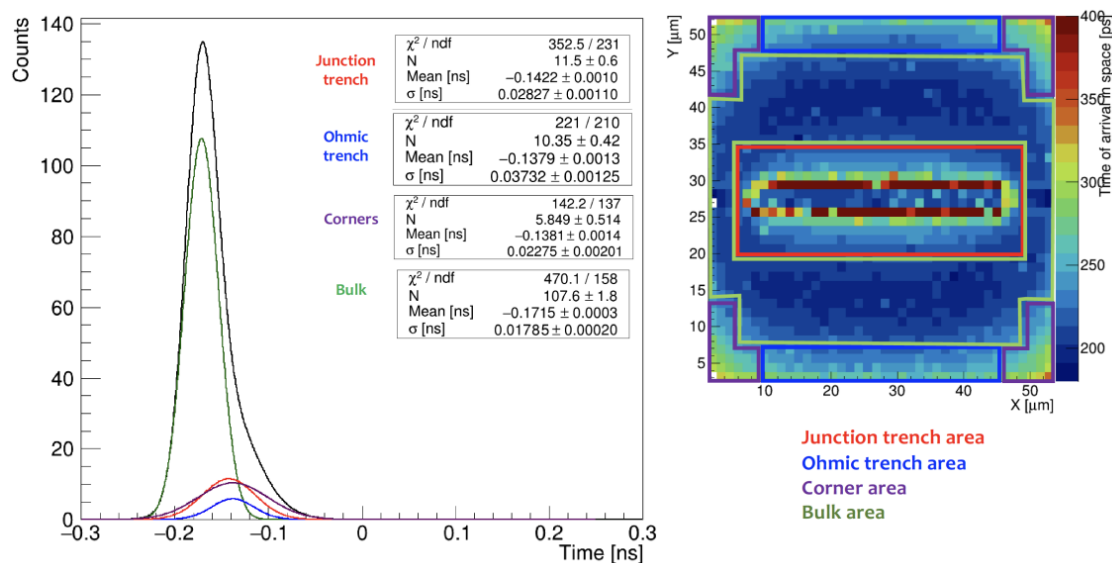 Counts
140
120
100
80
60
40
20
0
−0.3
−0.2
−0.1
0
0.1
0.2
0.3
Time [ns]
Junction
trench
χ² / ndf 352.5 / 231
N 11.5 ± 0.6
Mean [ns] −0.1422 ± 0.0010
σ [ns] 0.02827 ± 0.00110
Ohmic
trench
χ² / ndf 221 / 210
N 10.35 ± 0.42
Mean [ns] −0.1379 ± 0.0013
σ [ns] 0.03732 ± 0.00125
Corners
χ² / ndf 142.2 / 137
N 5.849 ± 0.514
Mean [ns] −0.1381 ± 0.0014
σ [ns] 0.02275 ± 0.00201
Bulk
χ² / ndf 470.1 / 158
N 107.6 ± 1.8
Mean [ns] −0.1715 ± 0.0003
σ [ns] 0.01785 ± 0.00020
Y [μm]
50
45
40
35
30
25
20
15
10
5
10
20
30
40
50
X [μm]
400
350
300
250
200
Time of arrival in space [ps]
Junction trench area
Ohmic trench area
Corner area
Bulk area